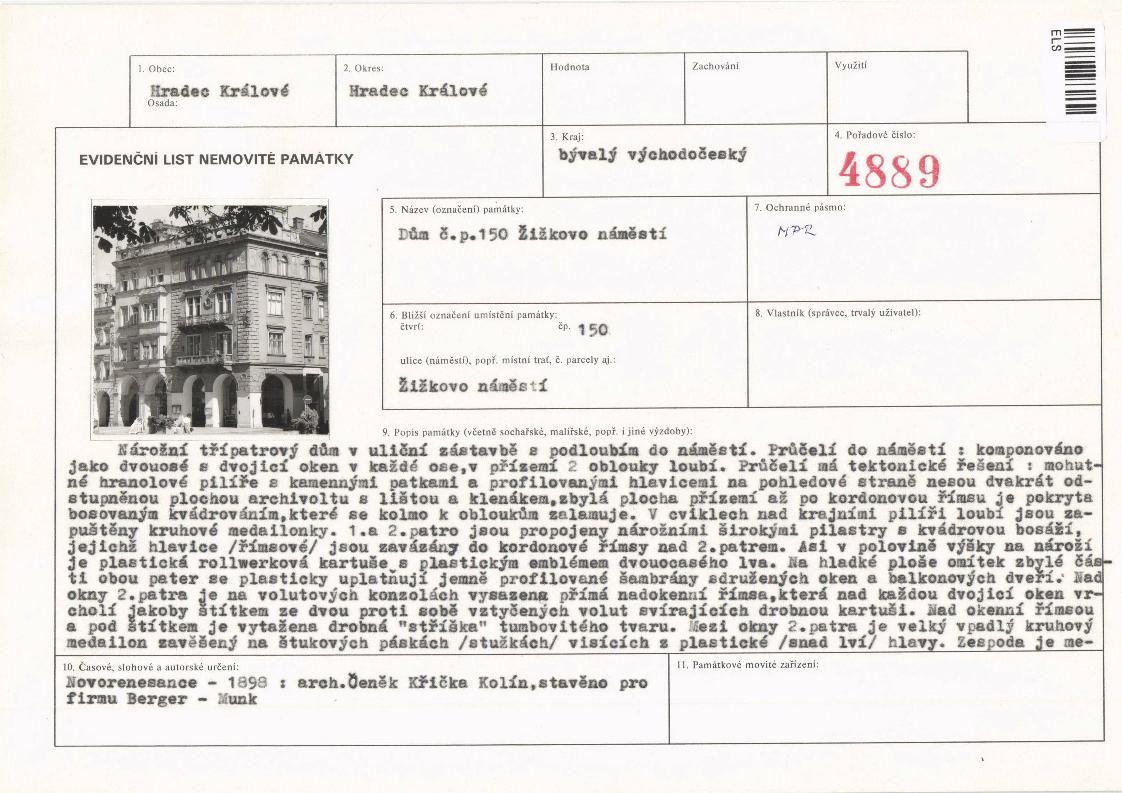 ELS
1. Obec:
Hradec Králové
Osada:
2. Okres:
Hradec Králové
Hodnota
Zachování
Využití
EVIDENČNÍ LIST NEMOVITÉ PAMÁTKY
3. Kraj:
bývalý východočeský
4. Pořadové číslo:
4889
5. Název (označení) památky:
Dům č.p.150 Žižkovo náměstí
7. Ochranné pásmo:
MPR
6. Bližší označení umístění památky:
čtvrť:
čp. 150
ulice (náměstí), popř. místní trať, č. parcely aj.:
Žižkovo náměstí
8. Vlastník (správce, trvalý uživatel):
9. Popis památky (včetně sochařské, malířské, popř. i jiné výzdoby):
Nárožní třípatrový dům v uliční zástavbě s podloubím do náměstí. Průčelí do náměstí : komponováno
jako dvouosé s dvojicí oken v každé ose,v přízemí 2 oblouky loubí. Průčelí má tektonické řešení : mohut-
né hranolové pilíře s kamennými patkami a profilovanými hlavicemi na pohledové straně nesou dvakrát od-
stupněnou plochou archivoltu s lištou a klenákem,zbylá plocha přízemí až po kordonovou římsu je pokryta
bosovaným kvádrováním,které se kolmo k obloukům zalamuje. V cviklech nad krajními pilíři loubí jsou za-
puštěny kruhové medailonky. 1.a 2.patro jsou propojeny nárožními širokými pilastry s kvádrovou bosáží,
jejichž hlavice /římsové/ jsou zavázány do kordonové římsy nad 2.patrem. Asi v polovině výšky na nároží
je plastická rollwerková kartuše s plastickým emblémem dvouocasého lva. Na hladké ploše omítek zbylé čás-
ti obou pater se plasticky uplatňují jemně profilované šambrány sdružených oken a balkonových dveří. Nad
okny 2.patra je na volutových konzolách vysazena přímá nadokenní římsa,která nad každou dvojicí oken vr-
cholí jakoby štítkem ze dvou proti sobě vztyčených volut svírajících drobnou kartuši. Nad okenní římsou
a pod štítkem je vytažena drobná "stříška" tumbovitého tvaru. Mezi okny 2.patra je velký vpadlý kruhový
medailon zavěšený na štukových páskách /stužkách/ visících z plastické /snad lví/ hlavy. Zespoda je me-
10. Časové, slohové a autorské určení:
Novorenesance - 1898 : arch.Čeněk Křička Kolín,stavěno pro
firmu Berger - Munk
11. Památkové movité zařízení: